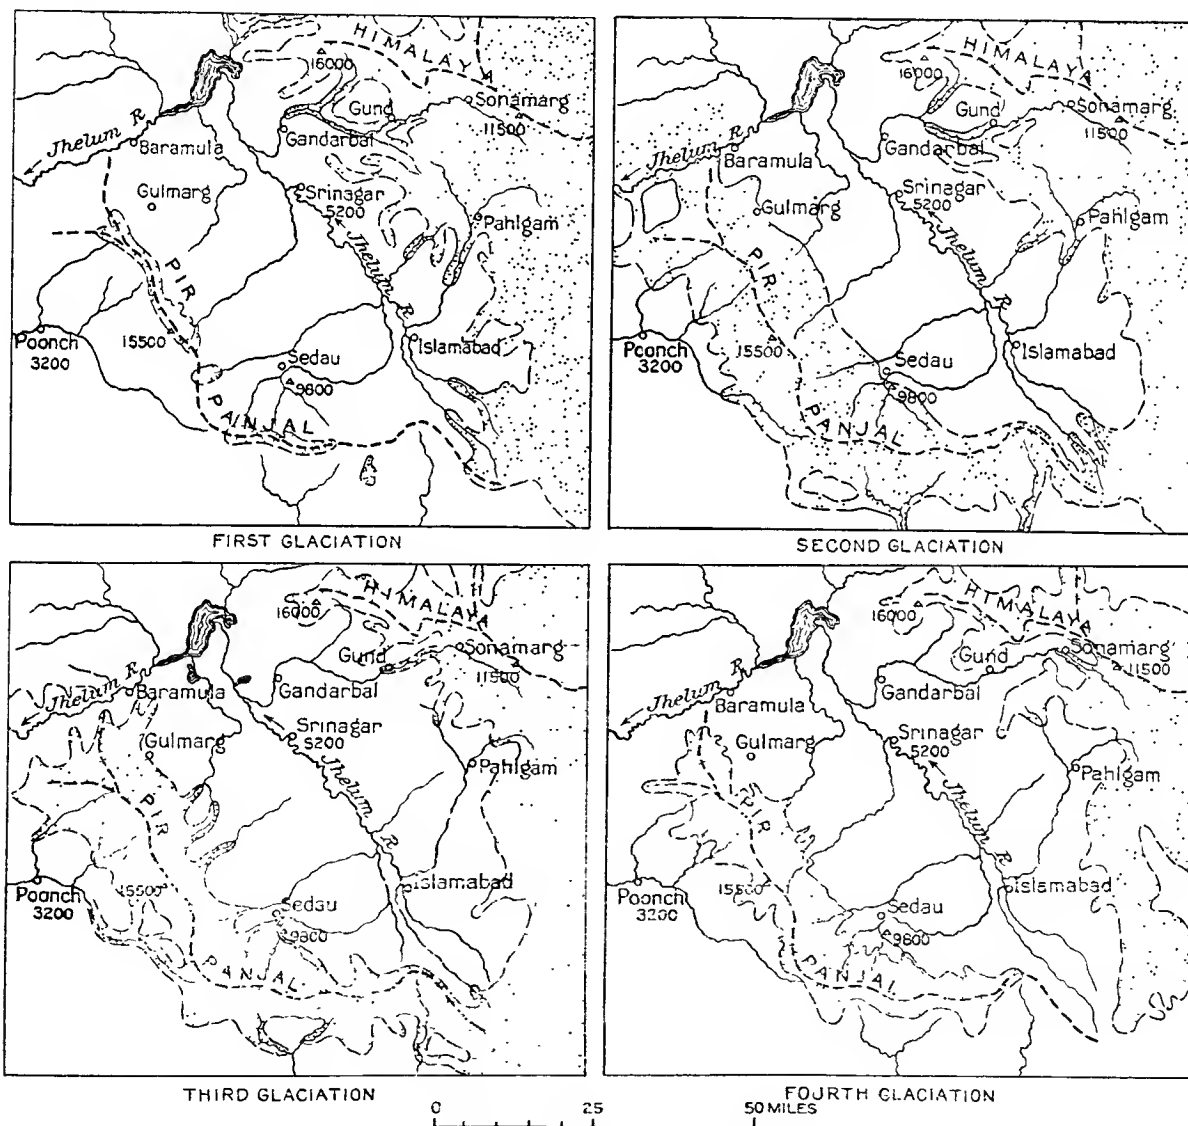 HIMALAYA
16000
Gund
Sonamarg
11500
Jhelum R
Baramula
Gandarbal
Gulmarg
Srinagar
5200
Pahlgam
Jhelum R
PIR
Poonch
3200
15500
Sedau
9800
Islamabad
PANJAL
FIRST GLACIATION
HIMALAYA
16000
Gund
Sonamarg
11500
Jhelum R
Baramula
Gandarbal
Gulmarg
Srinagar
5200
Pahlgam
Jhelum R
PIR
Poonch
3200
15500
Sedau
9800
Islamabad
PANJAL
SECOND GLACIATION
HIMALAYA
16000
Gund
Sonamarg
11500
Jhelum R
Baramula
Gandarbal
Gulmarg
Srinagar
5200
Pahlgam
Jhelum R
PIR
Poonch
3200
15500
Sedau
9800
Islamabad
PANJAL
THIRD GLACIATION
HIMALAYA
16000
Gund
Sonamarg
11500
Jhelum R
Baramula
Gandarbal
Gulmarg
Srinagar
5200
Pahlgam
Jhelum R
PIR
Poonch
3200
15500
Sedau
9800
Islamabad
PANJAL
FOURTH GLACIATION
0 25 50 MILES